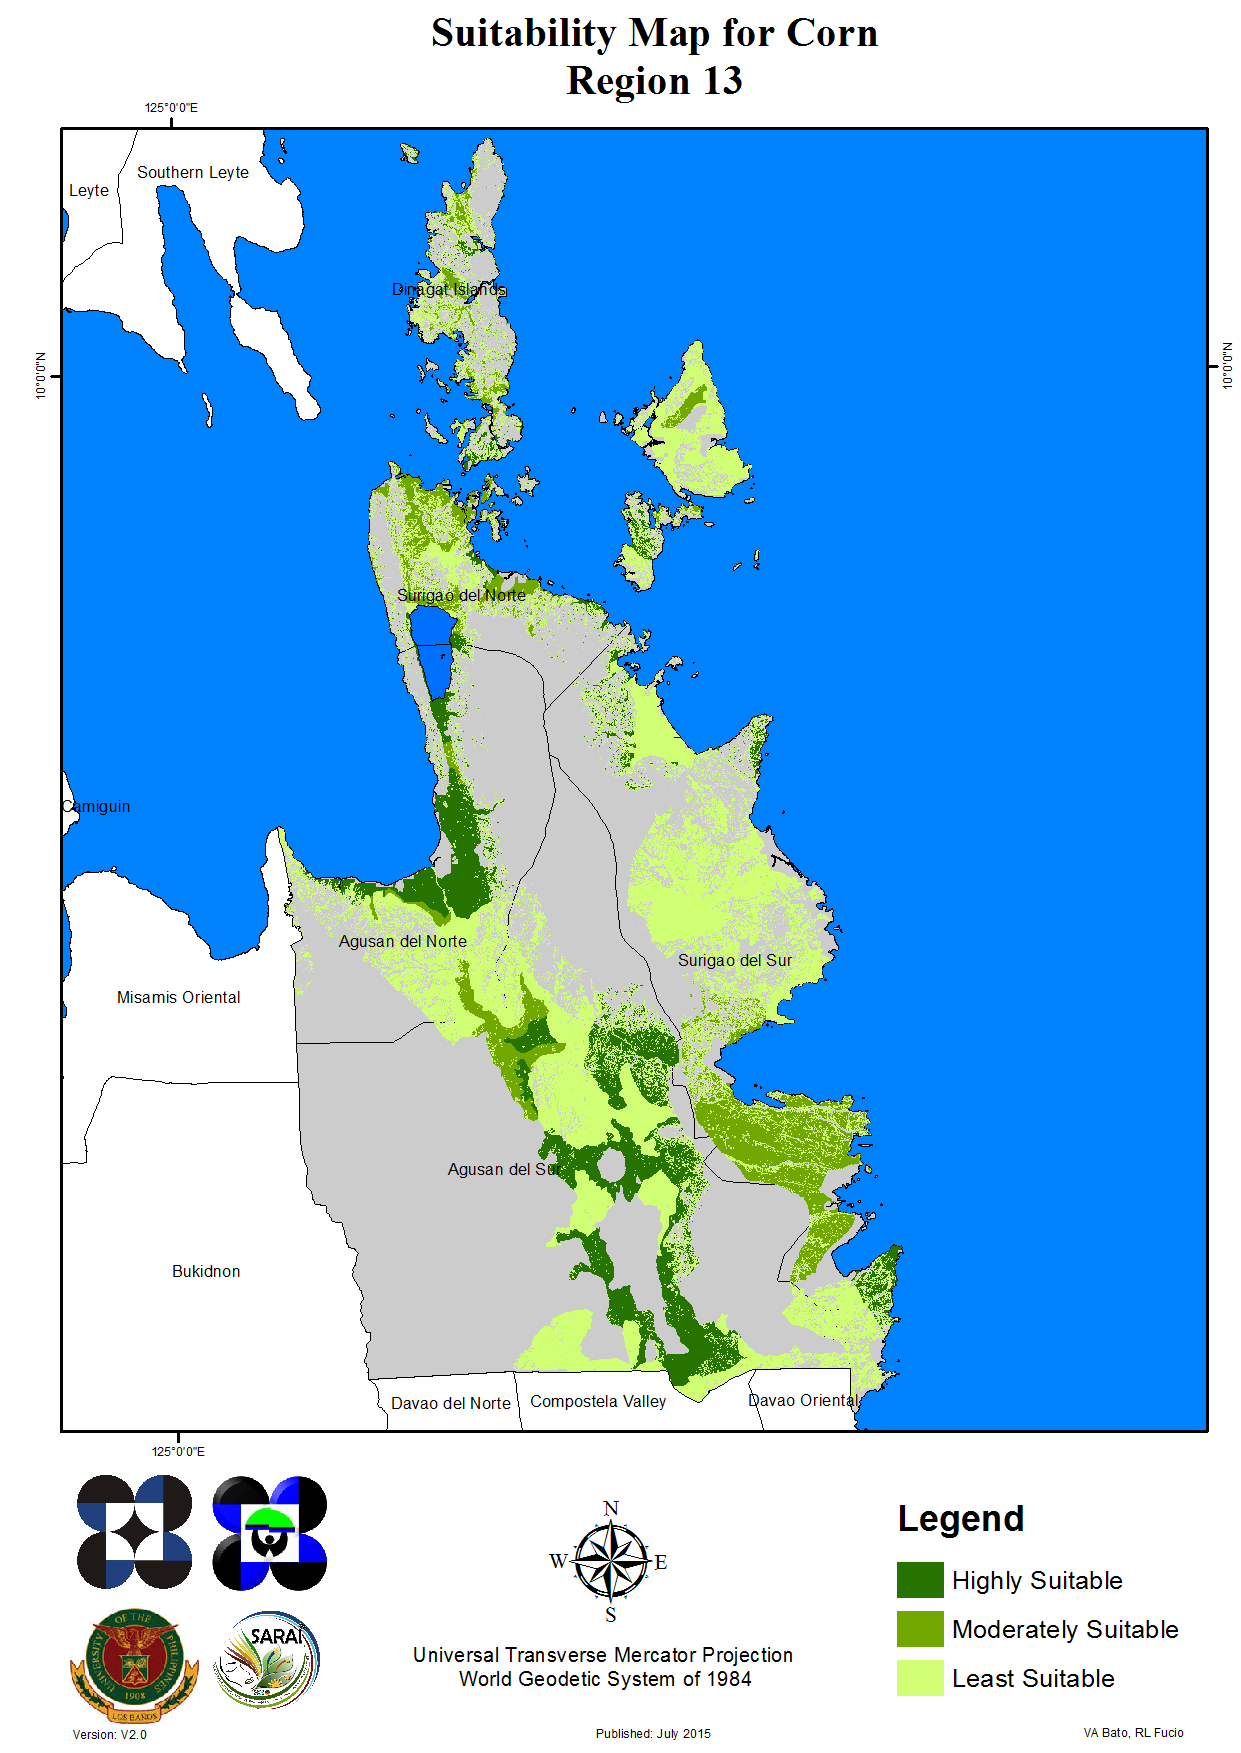 Suitability Map for Corn
Region 13
125°0'0"E
Southern Leyte
Leyte
Dinagat Islands
10°0'0"N
10°0'0"N
Surigao del Norte
Camiguin
Agusan del Norte
Surigao del Sur
Misamis Oriental
Agusan del Sur
Bukidnon
Davao del Norte
Compostela Valley
Davao Oriental
125°0'0"E
N
W
E
S
Legend
Highly Suitable
Moderately Suitable
Least Suitable
UNIVERSITY OF THE PHILIPPINES
1908
LOS BAÑOS
SARAI
Universal Transverse Mercator Projection
World Geodetic System of 1984
Version: V2.0
Published: July 2015
VA Bato, RL Fucio